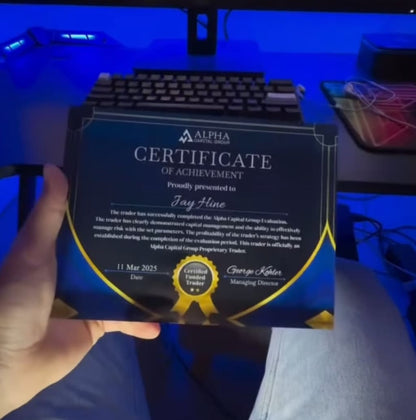 ALPHA
CAPITAL GROUP
CERTIFICATE
OF ACHIEVEMENT
Proudly presented to
Jay Hine
The trader has successfully completed the Alpha Capital Group Evaluation.
The trader has clearly demonstrated capital management and the ability to effectively
manage risk with the set parameters. The profitability of the trader's strategy has been
established during the completion of the evaluation period. This trader is officially an
Alpha Capital Group Proprietary Trader.
11 Mar 2025
Date
Certified
Funded
Trader
George Kohler
Managing Director